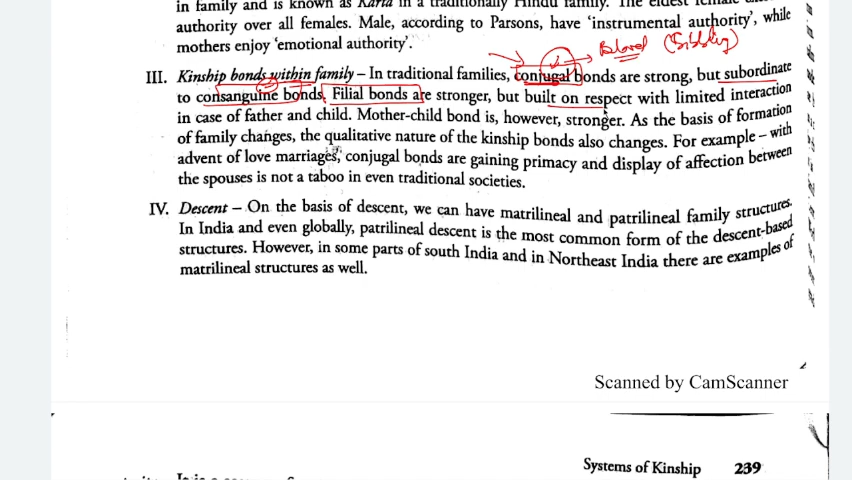 in family and is known as Karta in a traditionally Hindu family. The eldest female
authority over all females. Male, according to Parsons, have ‘instrumental authority’, while
mothers enjoy ‘emotional authority’.
Blood (Sibling)
III. Kinship bonds within family – In traditional families, conjugal bonds are strong, but subordinate
to consanguine bonds. Filial bonds are stronger, but built on respect with limited interaction
in case of father and child. Mother-child bond is, however, stronger. As the basis of formation
of family changes, the qualitative nature of the kinship bonds also changes. For example – with
advent of love marriages, conjugal bonds are gaining primacy and display of affection between
the spouses is not a taboo in even traditional societies.
IV. Descent – On the basis of descent, we can have matrilineal and patrilineal family structures.
In India and even globally, patrilineal descent is the most common form of the descent-based
structures. However, in some parts of south India and in Northeast India there are examples of
matrilineal structures as well.
Scanned by CamScanner
Systems of Kinship 239